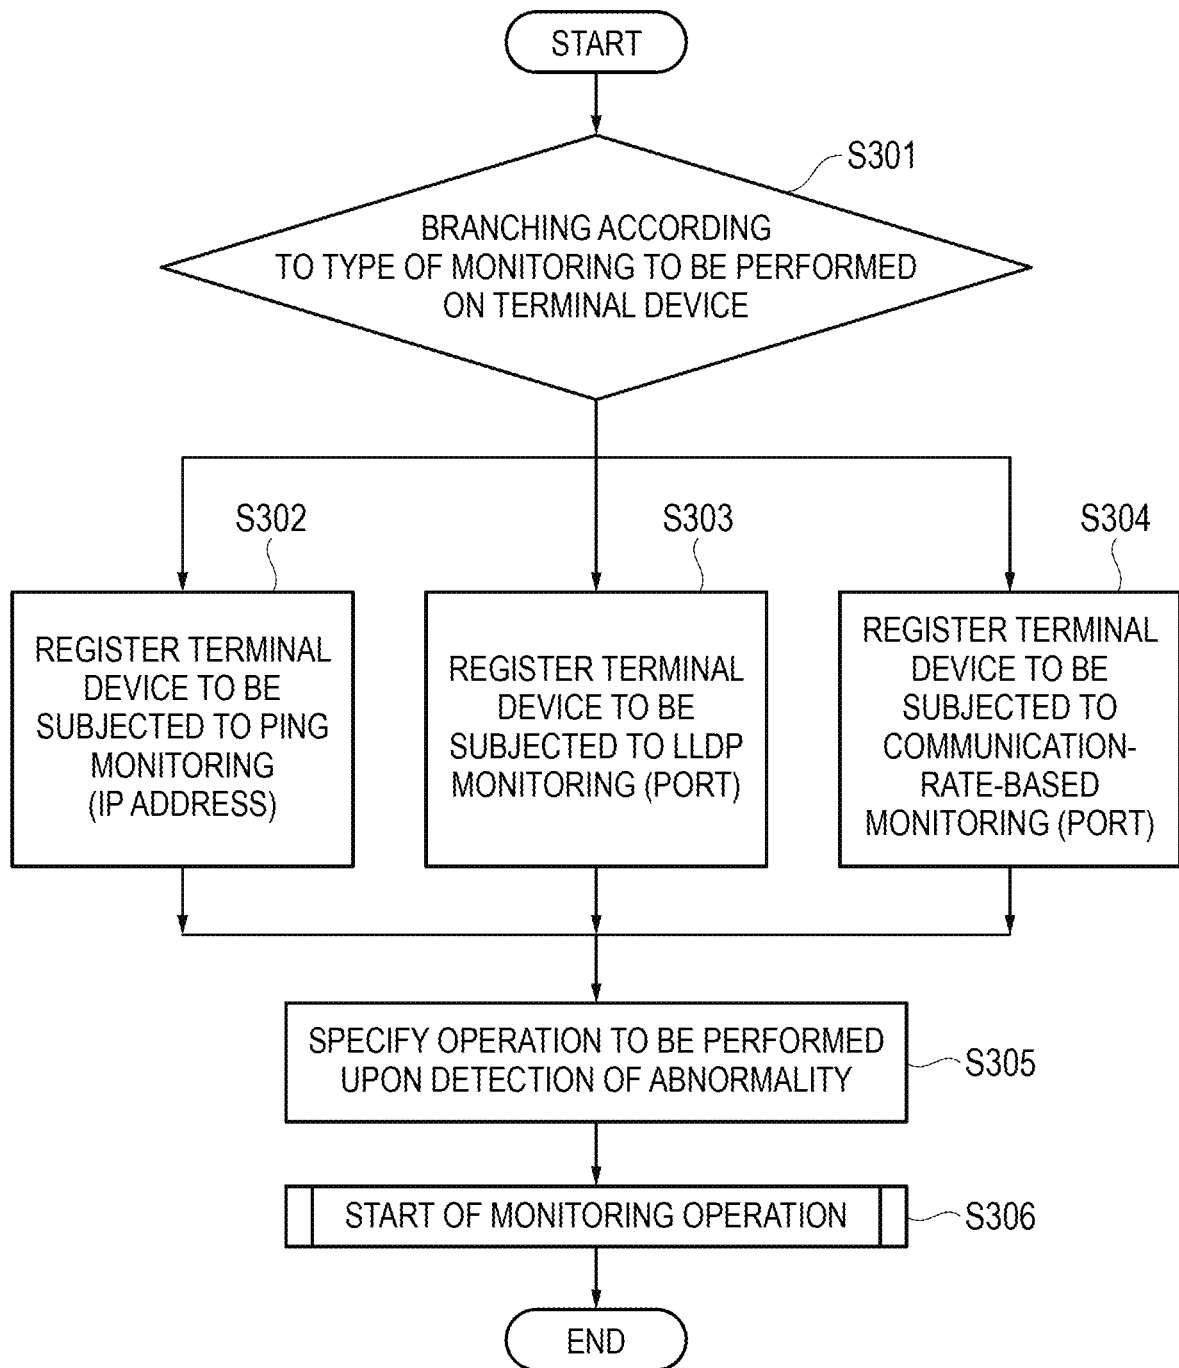 START
S301
BRANCHING ACCORDING
TO TYPE OF MONITORING TO BE PERFORMED
ON TERMINAL DEVICE
S302
REGISTER TERMINAL
DEVICE TO BE
SUBJECTED TO PING
MONITORING
(IP ADDRESS)
S303
REGISTER TERMINAL
DEVICE TO BE
SUBJECTED TO LLDP
MONITORING (PORT)
S304
REGISTER TERMINAL
DEVICE TO BE
SUBJECTED TO
COMMUNICATION-
RATE-BASED
MONITORING (PORT)
SPECIFY OPERATION TO BE PERFORMED
UPON DETECTION OF ABNORMALITY
S305
START OF MONITORING OPERATION
S306
END